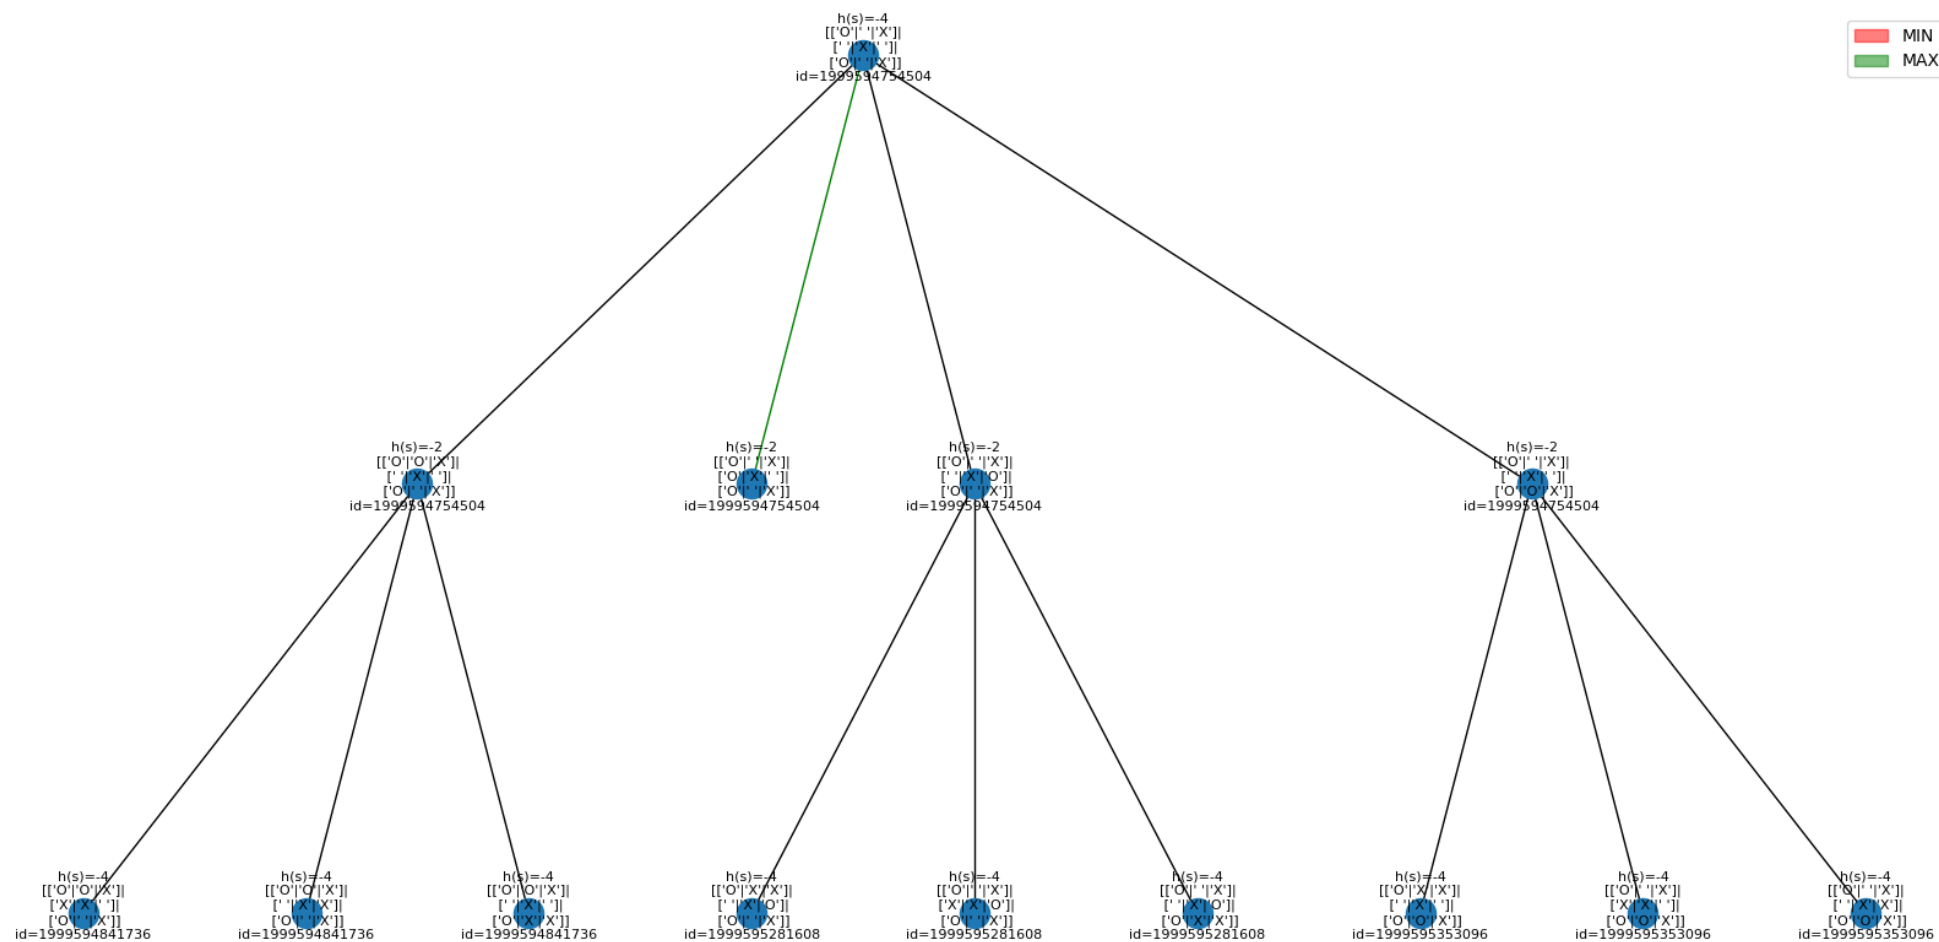 h(s)=-4
[['O'|' '|'X']|
[' '|'X'|' ']|
['O'|' '|'X']]
id=1999594754504
MIN
MAX
h(s)=-2
[['O'|'O'|'X']|
[' '|'X'|' ']|
['O'|' '|'X']]
id=1999594754504
h(s)=-2
[['O'|' '|'X']|
['O'|'X'|' ']|
['O'|' '|'X']]
id=1999594754504
h(s)=-2
[['O'|' '|'X']|
[' '|'X'|'O']|
['O'|' '|'X']]
id=1999594754504
h(s)=-2
[['O'|' '|'X']|
[' '|'X'|' ']|
['O'|'O'|'X']]
id=1999594754504
h(s)=-4
[['O'|'O'|'X']|
['X'|'X'|' ']|
['O'|' '|'X']]
id=1999594841736
h(s)=-4
[['O'|'O'|'X']|
[' '|'X'|'X']|
['O'|' '|'X']]
id=1999594841736
h(s)=-4
[['O'|'O'|'X']|
[' '|'X'|' ']|
['O'|'X'|'X']]
id=1999594841736
h(s)=-4
[['O'|'X'|'X']|
[' '|'X'|'O']|
['O'|' '|'X']]
id=1999595281608
h(s)=-4
[['O'|' '|'X']|
['X'|'X'|'O']|
['O'|' '|'X']]
id=1999595281608
h(s)=-4
[['O'|' '|'X']|
[' '|'X'|'O']|
['O'|'X'|'X']]
id=1999595281608
h(s)=-4
[['O'|'X'|'X']|
[' '|'X'|' ']|
['O'|'O'|'X']]
id=1999595353096
h(s)=-4
[['O'|' '|'X']|
['X'|'X'|' ']|
['O'|'O'|'X']]
id=1999595353096
h(s)=-4
[['O'|' '|'X']|
[' '|'X'|'X']|
['O'|'O'|'X']]
id=1999595353096